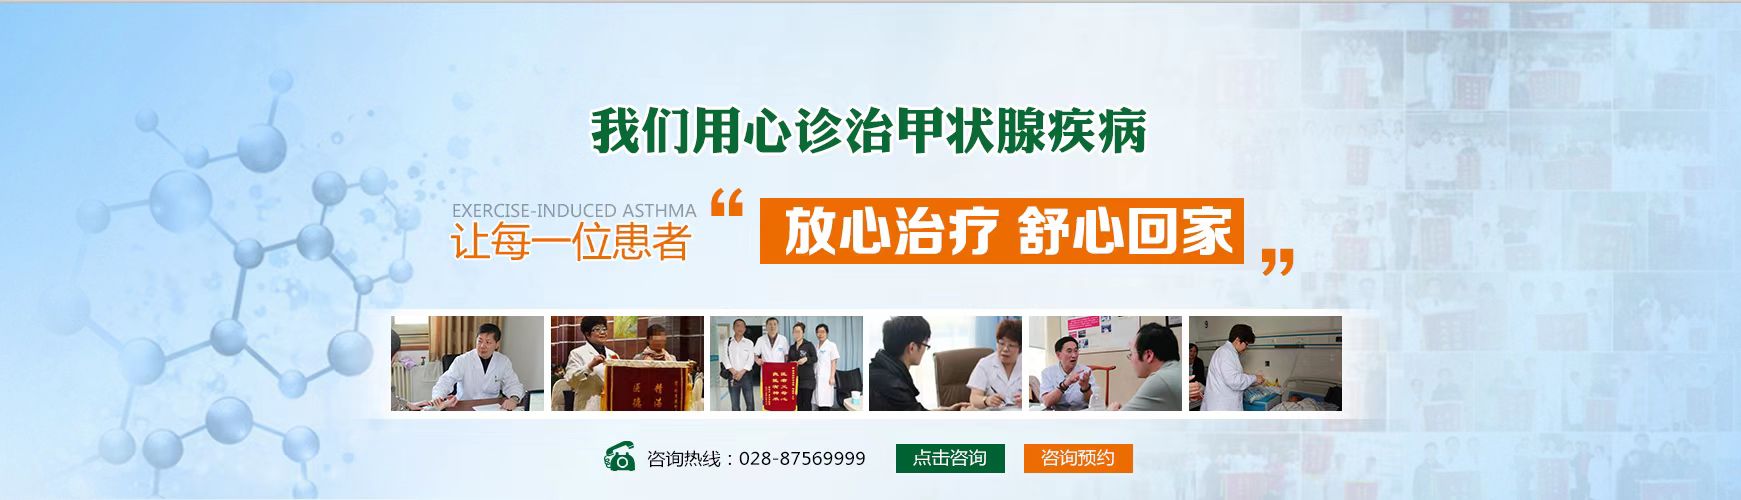 我们用心诊治甲状腺疾病
EXERCISE-INDUCED ASTHMA
让每一位患者
“放心治疗 舒心回家”
咨询热线：028-87569999
点击咨询
咨询预约